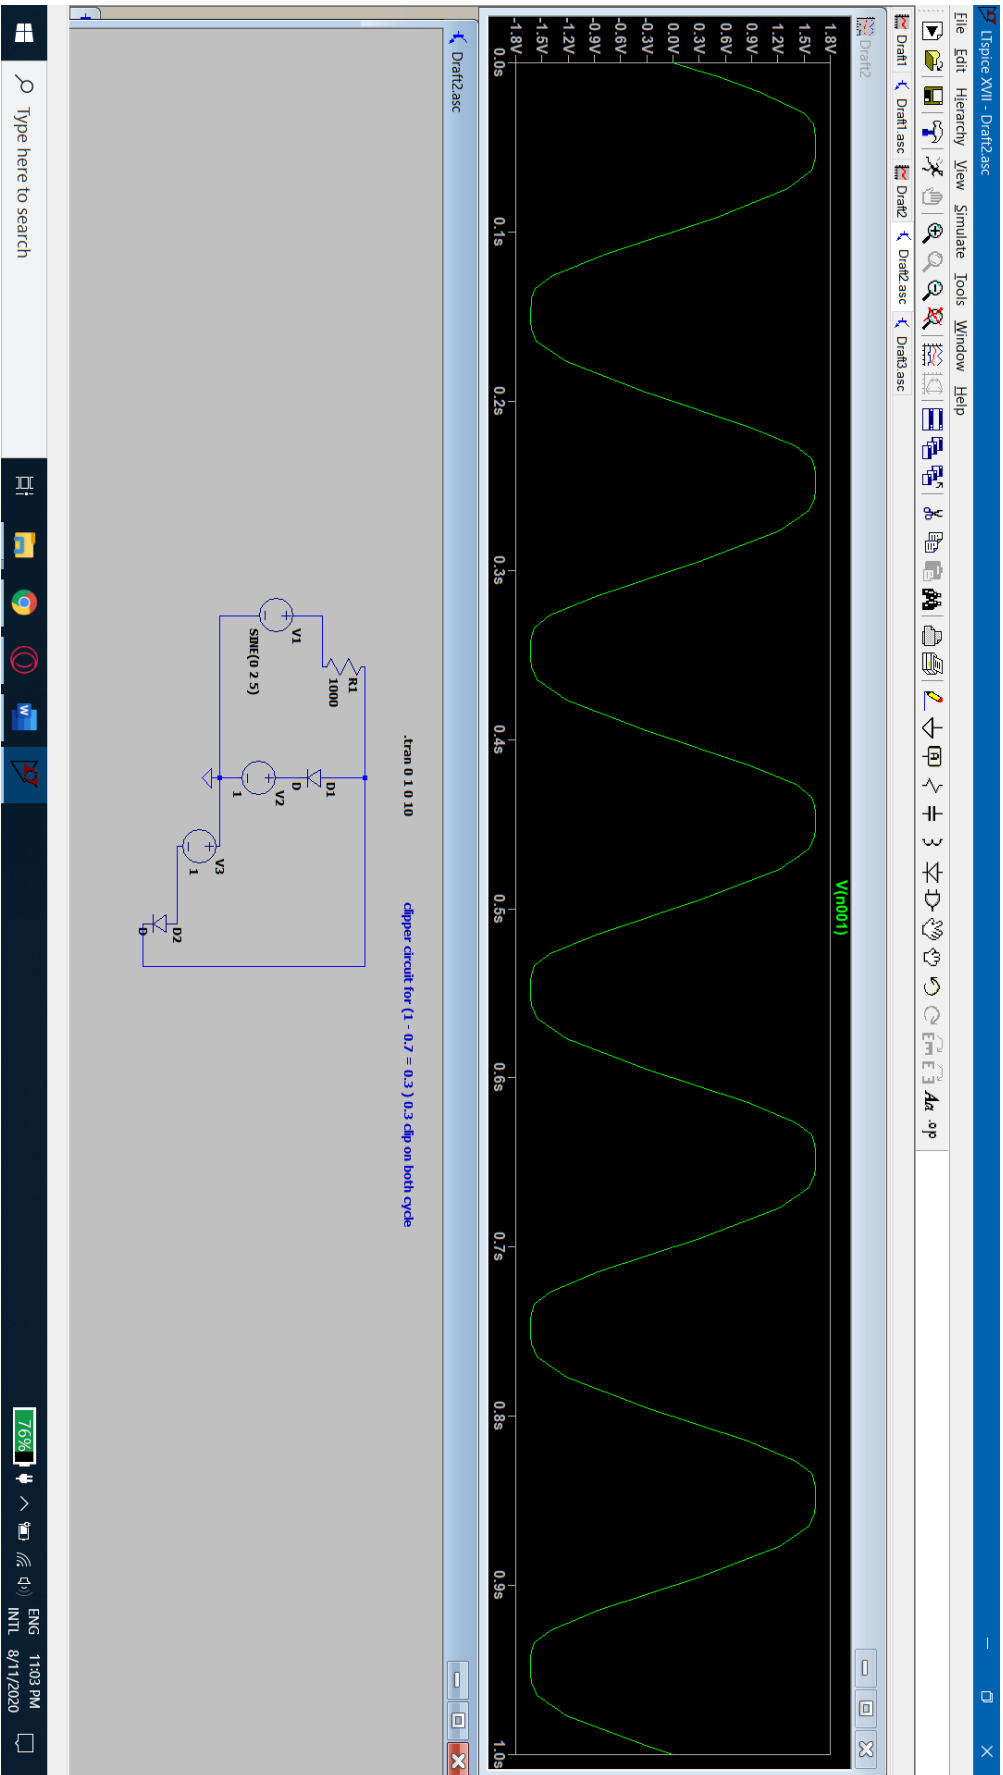 LTspice XVII - Draft2.asc
File Edit Hierarchy View Simulate Tools Window Help
Draft1 Draft1.asc Draft2 Draft2.asc Draft3.asc
Draft2
V(n001)
1.8V
1.5V
1.2V
0.9V
0.6V
0.3V
0.0V
-0.3V
-0.6V
-0.9V
-1.2V
-1.5V
-1.8V
0.0s 0.1s 0.2s 0.3s 0.4s 0.5s 0.6s 0.7s 0.8s 0.9s 1.0s
Draft2.asc
.tran 0 1 0 10
clipper circuit for (1 - 0.7 = 0.3 ) 0.3 clip on both cycle
R1
1000
V1
SINE(0 2 5)
D1
D
V2
1
V3
1
D2
D
Type here to search
76%
ENG
INTL
11:03 PM
8/11/2020